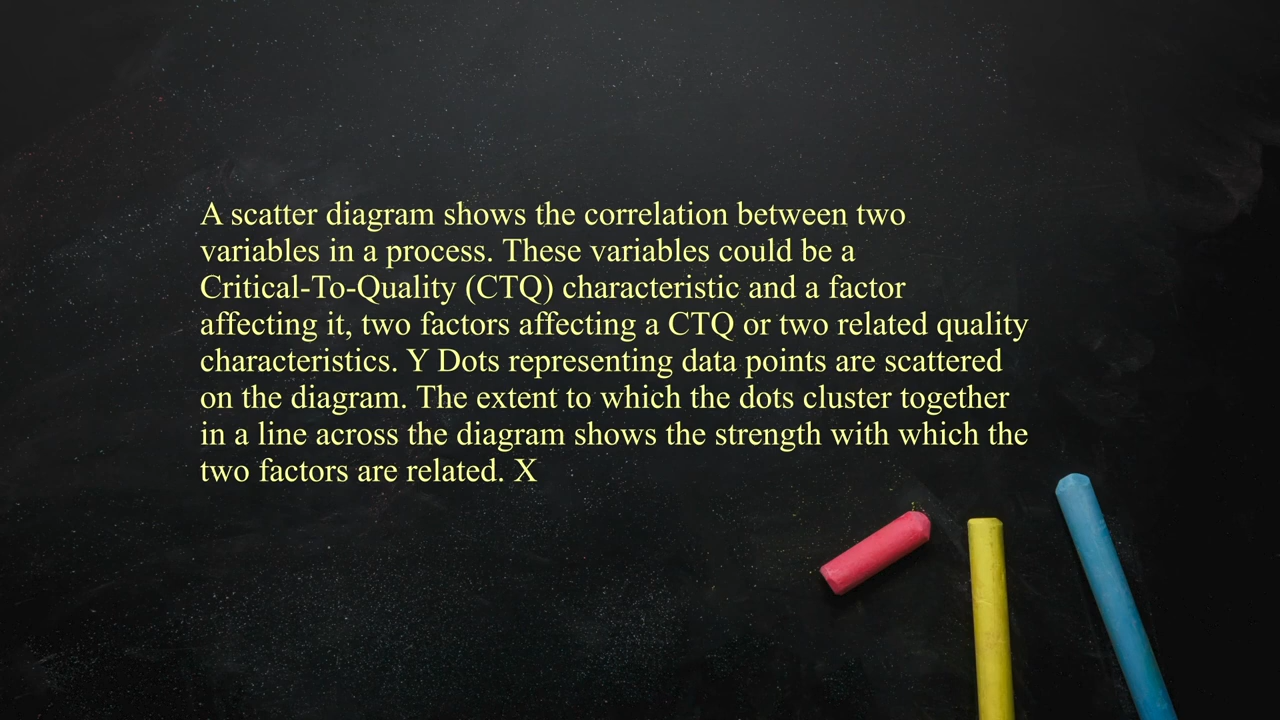 A scatter diagram shows the correlation between two
variables in a process. These variables could be a
Critical-To-Quality (CTQ) characteristic and a factor
affecting it, two factors affecting a CTQ or two related quality
characteristics. Y Dots representing data points are scattered
on the diagram. The extent to which the dots cluster together
in a line across the diagram shows the strength with which the
two factors are related. X